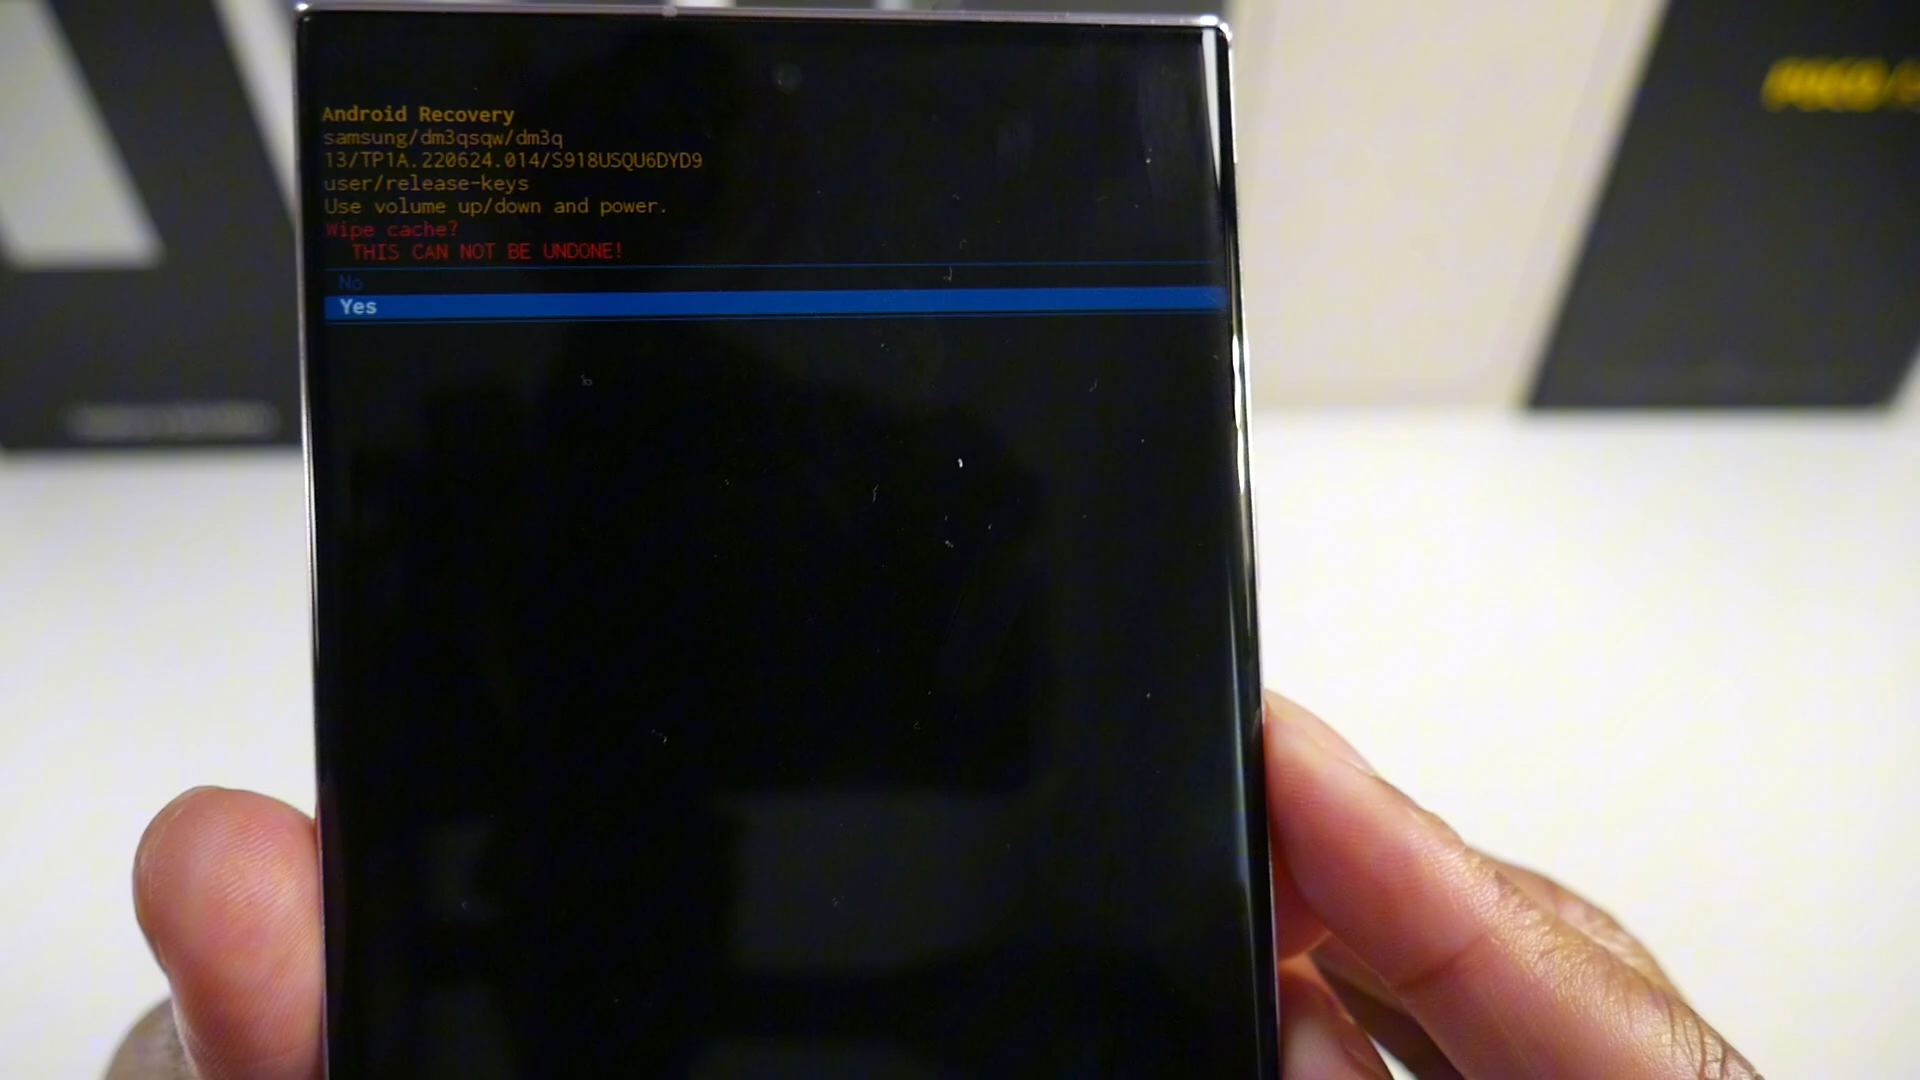 Android Recovery
samsung/dm3qsqw/dm3q
13/TP1A.220624.014/S918USQU6DYD9
user/release-keys
Use volume up/down and power.
Wipe cache?
THIS CAN NOT BE UNDONE!
No
Yes
POCO